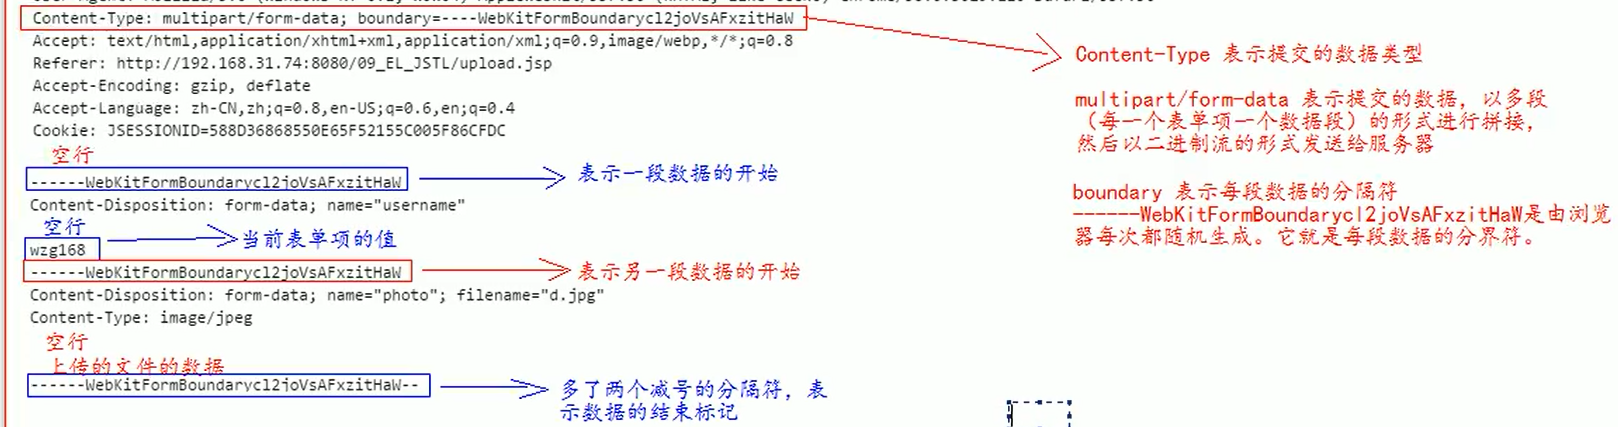 Content-Type: multipart/form-data; boundary=----WebKitFormBoundarycl2joVsAFxzitHaW
Accept: text/html,application/xhtml+xml,application/xml;q=0.9,image/webp,*/*;q=0.8
Referer: http://192.168.31.74:8080/09_EL_JSTL/upload.jsp
Accept-Encoding: gzip, deflate
Accept-Language: zh-CN,zh;q=0.8,en-US;q=0.6,en;q=0.4
Cookie: JSESSIONID=588D36868550E65F52155C005F86CFDC
空行
------WebKitFormBoundarycl2joVsAFxzitHaW
表示一段数据的开始
Content-Disposition: form-data; name="username"
空行
wzg168
当前表单项的值
------WebKitFormBoundarycl2joVsAFxzitHaW
表示另一段数据的开始
Content-Disposition: form-data; name="photo"; filename="d.jpg"
Content-Type: image/jpeg
空行
上传的文件的数据
------WebKitFormBoundarycl2joVsAFxzitHaW--
多了两个减号的分隔符，表
示数据的结束标记
Content-Type 表示提交的数据类型
multipart/form-data 表示提交的数据，以多段
（每一个表单项一个数据段）的形式进行拼接，
然后以二进制流的形式发送给服务器
boundary 表示每段数据的分隔符
------WebKitFormBoundarycl2joVsAFxzitHaW是由浏览
器每次都随机生成。它就是每段数据的分界符。